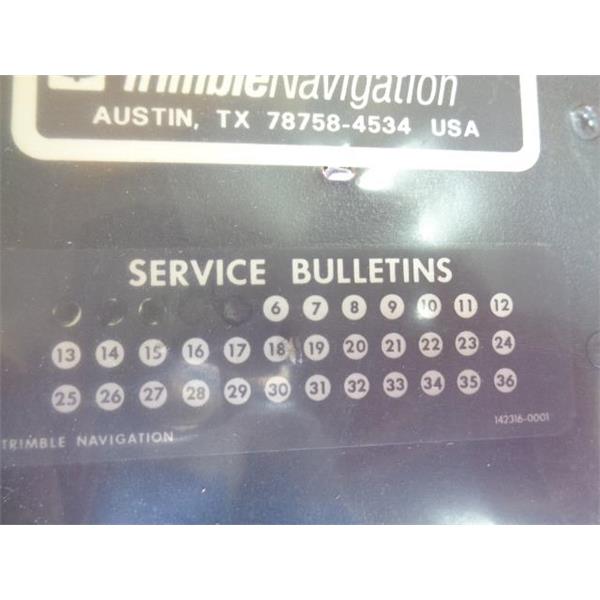 TrimbleNavigation
AUSTIN, TX 78758-4534 USA
SERVICE BULLETINS
6 7 8 9 10 11 12
13 14 15 16 17 18 19 20 21 22 23 24
25 26 27 28 29 30 31 32 33 34 35 36
142316-0001
TRIMBLE NAVIGATION